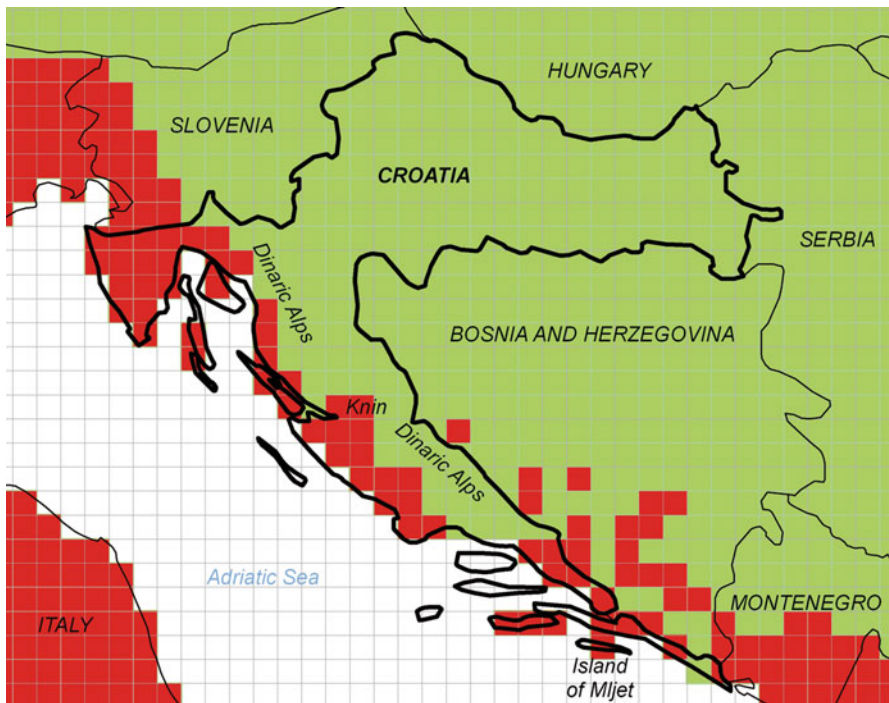 HUNGARY
SLOVENIA
CROATIA
SERBIA
Dinaric Alps
BOSNIA AND HERZEGOVINA
Knin
Dinaric Alps
Adriatic Sea
MONTENEGRO
ITALY
Island
of Mljet